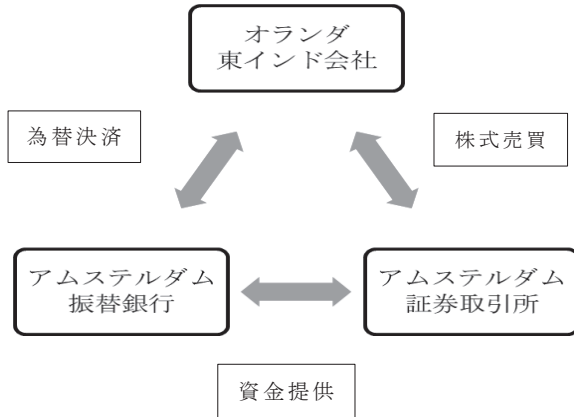 オランダ
東インド会社
為替決済
株式売買
アムステルダム
振替銀行
アムステルダム
証券取引所
資金提供